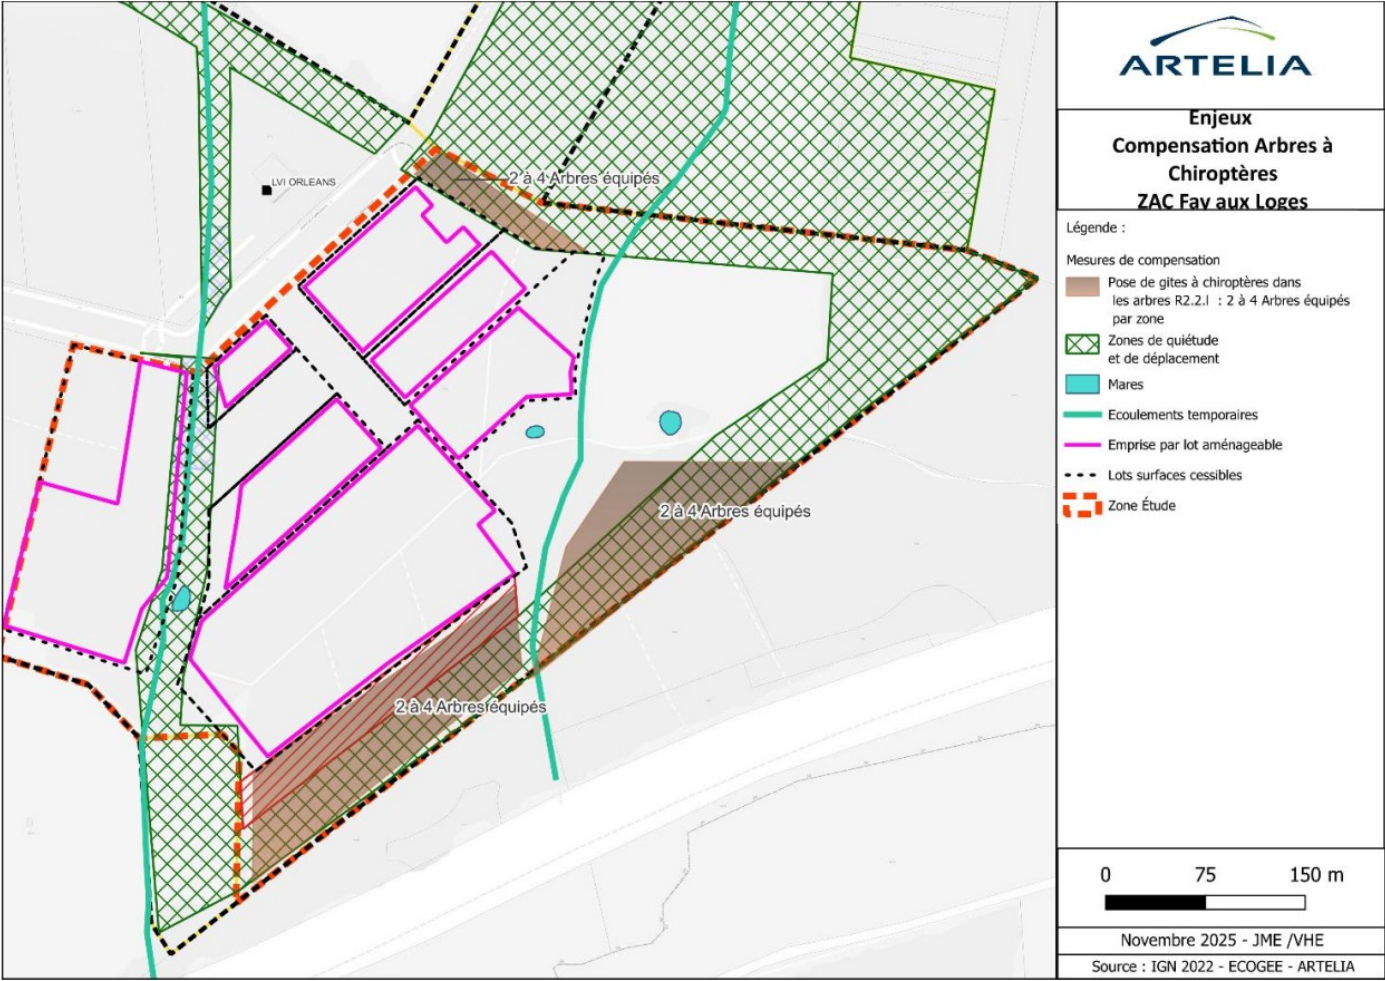 ARTELIA
Enjeux
Compensation Arbres à
Chiroptères
ZAC Fay aux Loges
Légende :
Mesures de compensation
Pose de gites à chiroptères dans
les arbres R2.2.l : 2 à 4 Arbres équipés
par zone
Zones de quiétude
et de déplacement
Mares
Ecoulements temporaires
Emprise par lot aménageable
Lots surfaces cessibles
Zone Étude
0 75 150 m
Novembre 2025 - JME /VHE
Source : IGN 2022 - ECOGEE - ARTELIA
2 à 4 Arbres équipés
LVI ORLEANS
2 à 4 Arbres équipés
2 à 4 Arbres équipés